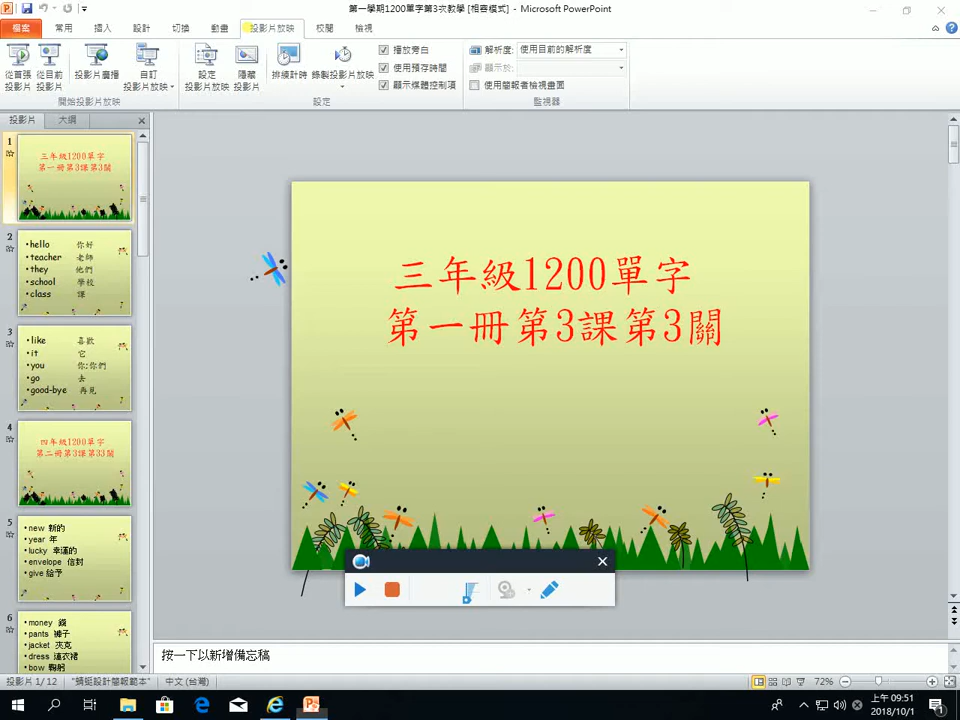 第一學期1200單字第3次教學 [相容模式] - Microsoft PowerPoint
檔案 常用 插入 設計 切換 動畫 投影片放映 校閱 檢視
從首張投影片 從目前投影片 投影片廣播 自訂投影片放映
設定投影片放映 隱藏投影片 排練計時 錄製投影片放映
播放旁白
使用預存時間
顯示媒體控制項
解析度: 使用目前的解析度
顯示於:
使用簡報者檢視畫面
開始投影片放映 設定 監視器
投影片 大綱
1
三年級1200單字
第一冊第3課第3關
2
•hello 你好
•teacher 老師
•they 他們
•school 學校
•class 課
3
•like 喜歡
•it 它
•you 你;你們
•go 去
•good-bye 再見
4
四年級1200單字
第二冊第3課第33關
5
•new 新的
•year 年
•lucky 幸運的
•envelope 信封
•give 給予
6
•money 錢
•pants 褲子
•jacket 夾克
•dress 連衣裙
•bow 鞠躬
三年級1200單字
第一冊第3課第3關
按一下以新增備忘稿
投影片 1/12 "蜻蜓設計簡報範本" 中文 (台灣) 72%
上午 09:51
2018/10/1
1